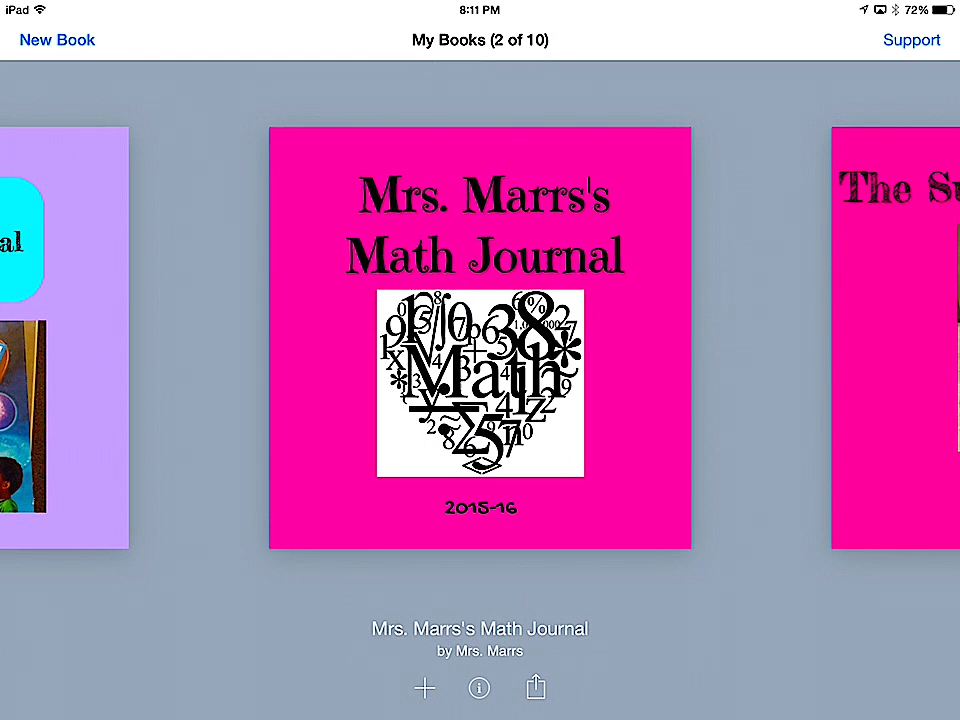 iPad 8:11 PM 72%
New Book My Books (2 of 10) Support
Mrs. Marrs's
Math Journal
Math
2015-16
al
The Su
Mrs. Marrs's Math Journal
by Mrs. Marrs